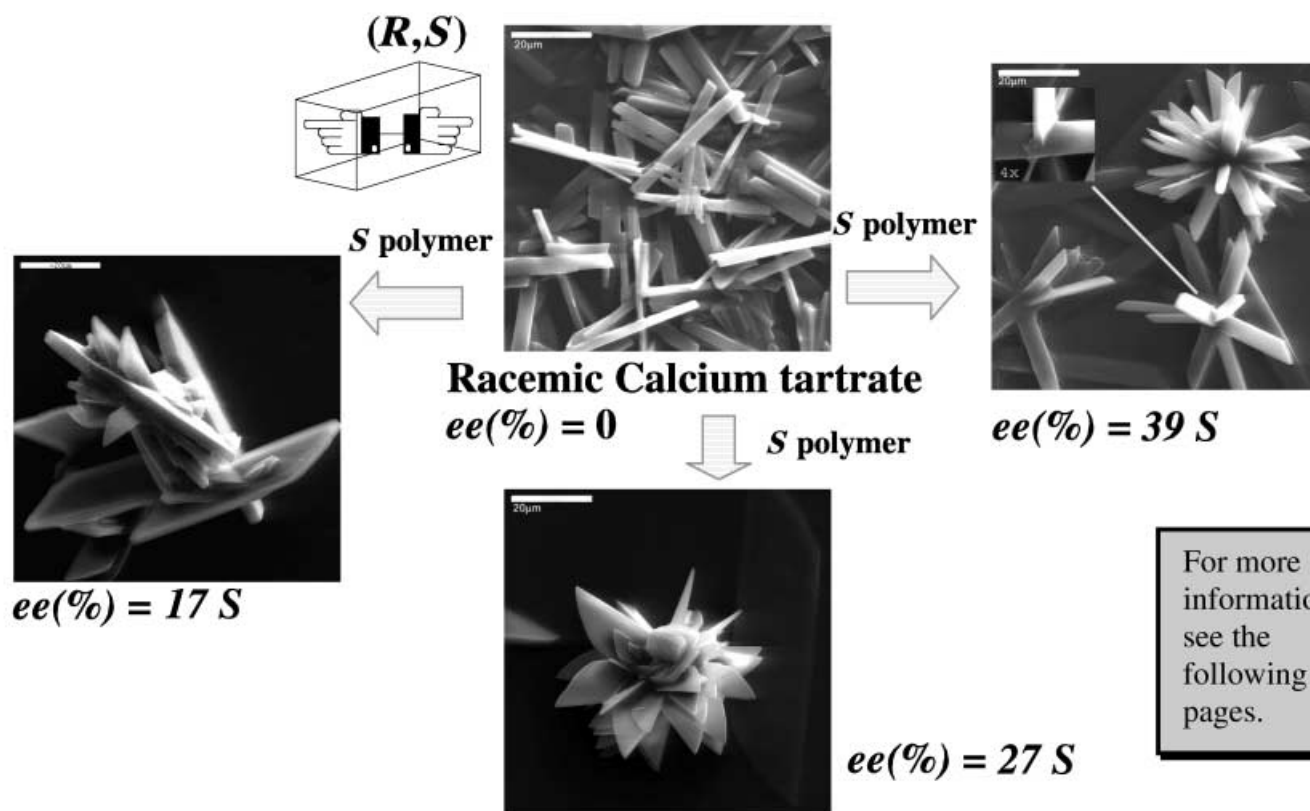 (R,S)
20μm
20μm
4x
S polymer
S polymer
Racemic Calcium tartrate
ee(%) = 0
S polymer
ee(%) = 39 S
20μm
ee(%) = 17 S
For more
see the
following
pages.
ee(%) = 27 S